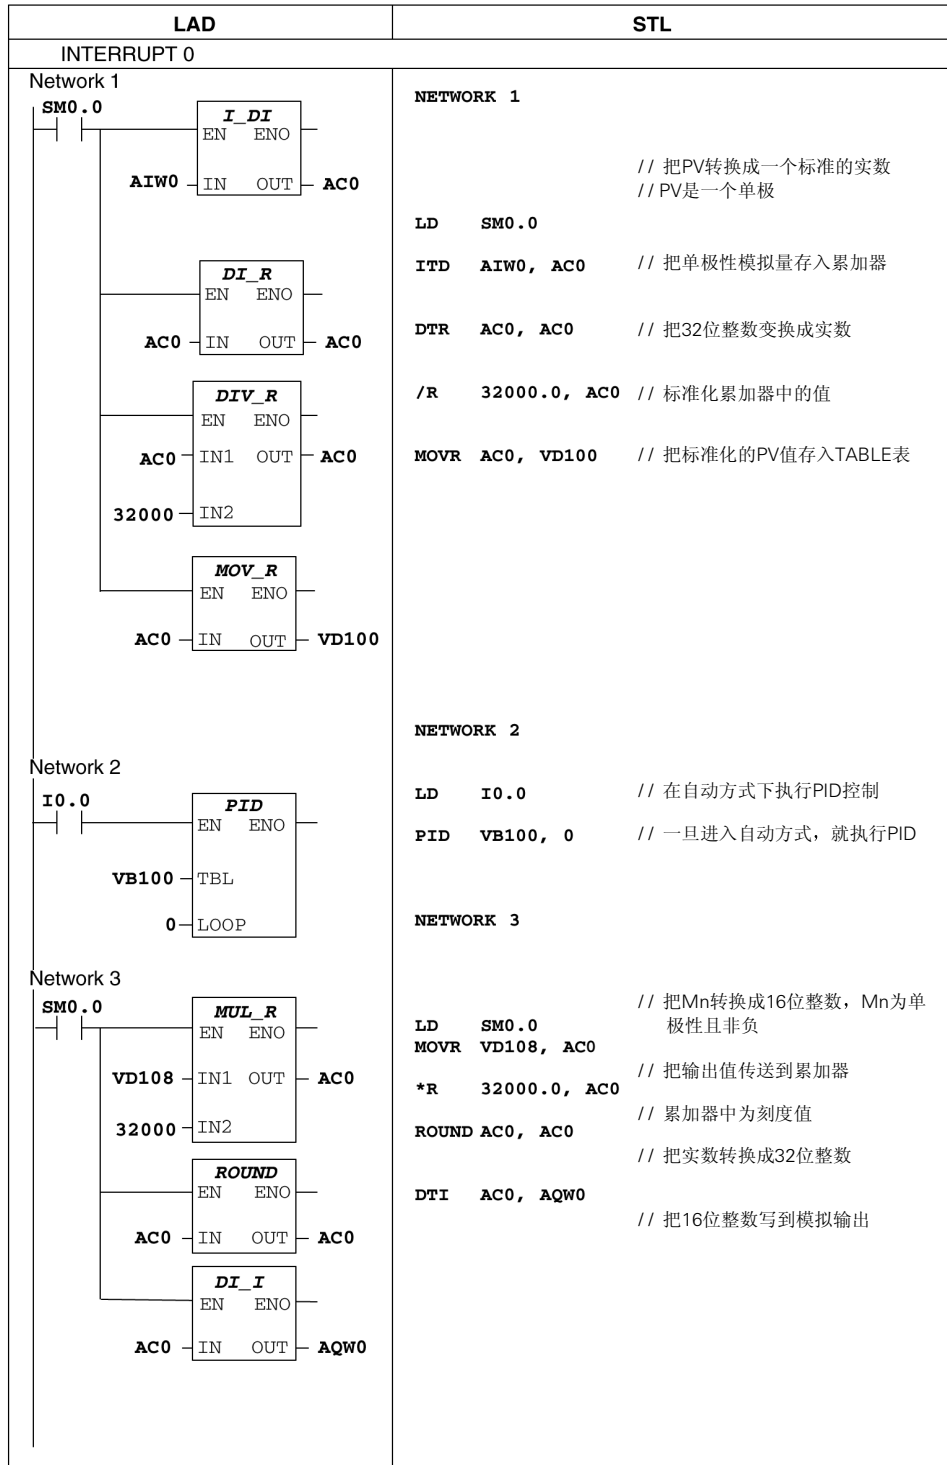 LAD
STL
INTERRUPT 0
Network 1
SM0.0
I_DI
EN ENO
AIW0 IN OUT AC0
DI_R
EN ENO
AC0 IN OUT AC0
DIV_R
EN ENO
AC0 IN1 OUT AC0
32000 IN2
MOV_R
EN ENO
AC0 IN OUT VD100
Network 2
I0.0
PID
EN ENO
VB100 TBL
0 LOOP
Network 3
SM0.0
MUL_R
EN ENO
VD108 IN1 OUT AC0
32000 IN2
ROUND
EN ENO
AC0 IN OUT AC0
DI_I
EN ENO
AC0 IN OUT AQW0
NETWORK 1
// 把PV转换成一个标准的实数
// PV是一个单极
LD SM0.0
ITD AIW0, AC0 // 把单极性模拟量存入累加器
DTR AC0, AC0 // 把32位整数变换成实数
/R 32000.0, AC0 // 标准化累加器中的值
MOVR AC0, VD100 // 把标准化的PV值存入TABLE表
NETWORK 2
LD I0.0 // 在自动方式下执行PID控制
PID VB100, 0 // 一旦进入自动方式，就执行PID
NETWORK 3
// 把Mn转换成16位整数，Mn为单
极性且非负
LD SM0.0
MOVR VD108, AC0
// 把输出值传送到累加器
*R 32000.0, AC0
// 累加器中为刻度值
ROUND AC0, AC0
// 把实数转换成32位整数
DTI AC0, AQW0
// 把16位整数写到模拟输出